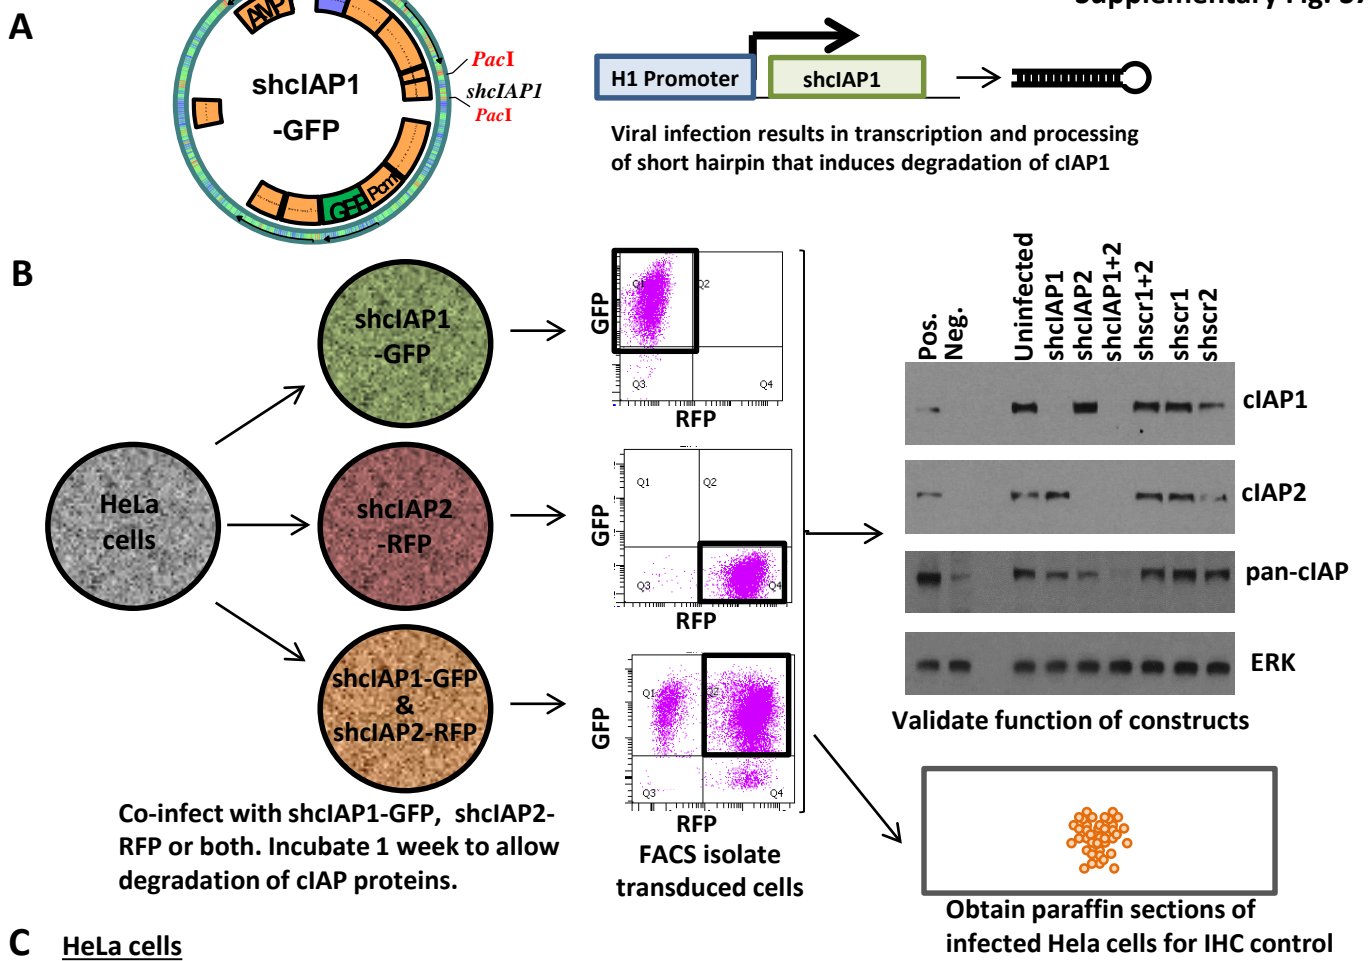 A
Supplementary Fig. S7
AMP
shcIAP1
-GFP
PacI
shcIAP1
PacI
GFP
Pcmv
H1 Promoter
shcIAP1
Viral infection results in transcription and processing
of short hairpin that induces degradation of cIAP1
B
HeLa
cells
shcIAP1
-GFP
shcIAP2
-RFP
shcIAP1-GFP
&
shcIAP2-RFP
GFP
Q1
Q2
Q3
Q4
RFP
GFP
Q1
Q2
Q3
Q4
RFP
GFP
Q1
Q2
Q3
Q4
RFP
Co-infect with shcIAP1-GFP, shcIAP2-
RFP or both. Incubate 1 week to allow
degradation of cIAP proteins.
FACS isolate
transduced cells
Pos.
Neg.
Uninfected
shcIAP1
shcIAP2
shcIAP1+2
shscr1+2
shscr1
shscr2
cIAP1
cIAP2
pan-cIAP
ERK
Validate function of constructs
Obtain paraffin sections of
infected Hela cells for IHC control
C HeLa cells